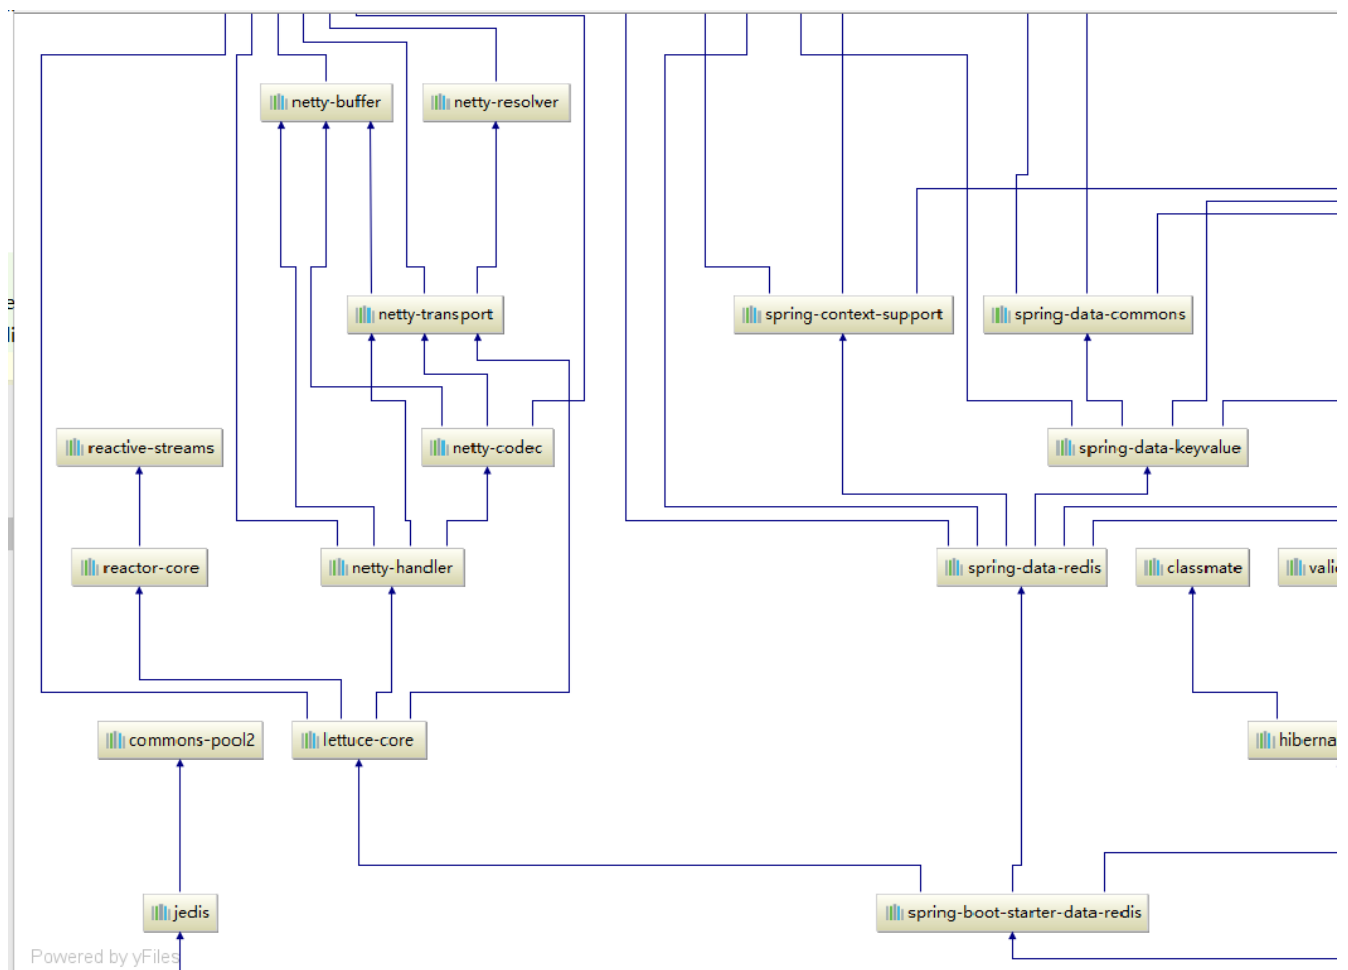 netty-buffer
netty-resolver
netty-transport
spring-context-support
spring-data-commons
reactive-streams
netty-codec
spring-data-keyvalue
reactor-core
netty-handler
spring-data-redis
classmate
vali
commons-pool2
lettuce-core
hiberna
jedis
spring-boot-starter-data-redis
Powered by yFiles